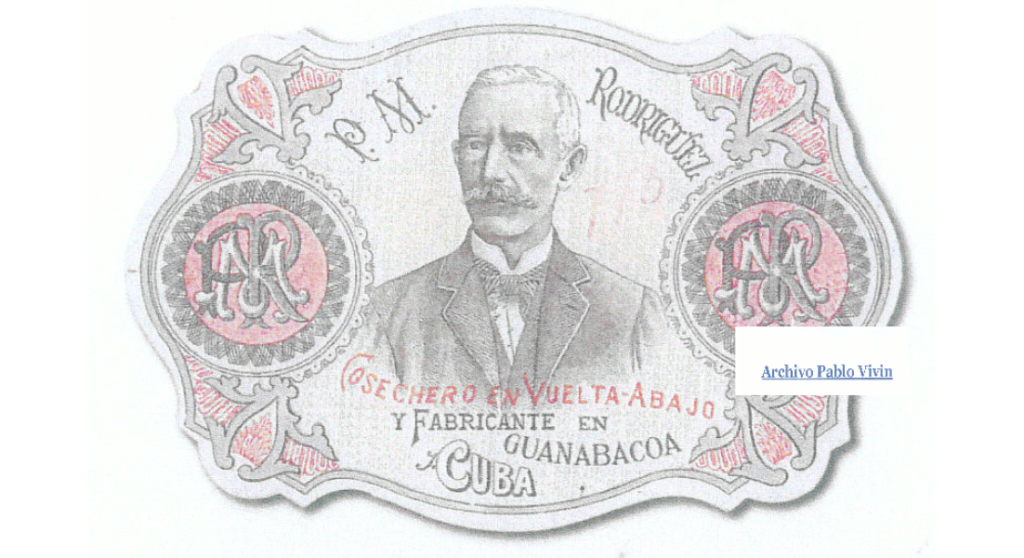 P. M. RODRIGUEZ.
COSECHERO EN VUELTA-ABAJO
Y FABRICANTE EN
GUANABACOA
CUBA
Archivo Pablo Vivin